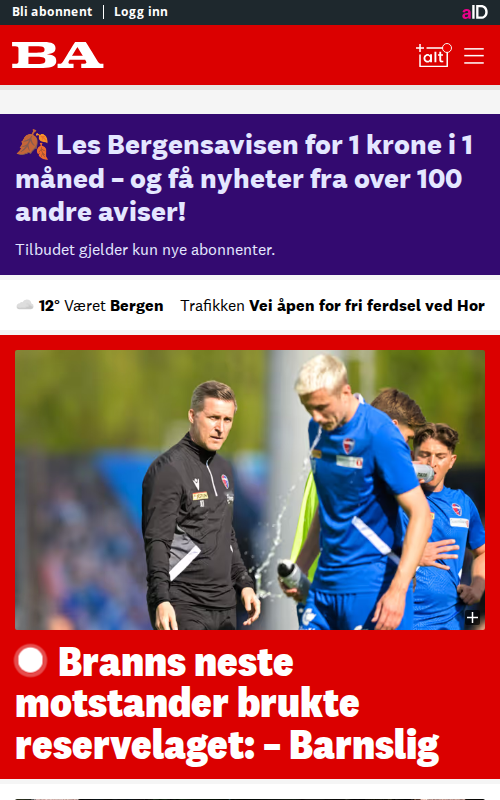 Bli abonnent | Logg inn
aID
BA
alt
Les Bergensavisen for 1 krone i 1
måned – og få nyheter fra over 100
andre aviser!
Tilbudet gjelder kun nye abonnenter.
12° Været Bergen Trafikken Vei åpen for fri ferdsel ved Hor
Branns neste
motstander brukte
reservelaget: – Barnslig